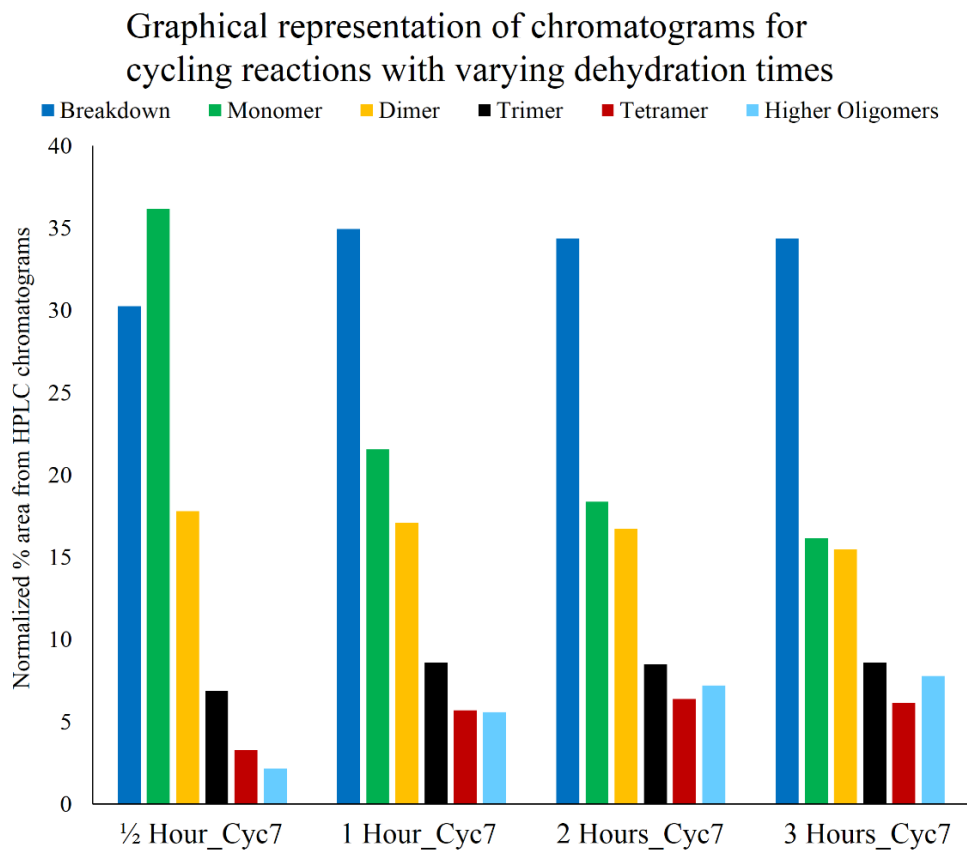 Graphical representation of chromatograms for
cycling reactions with varying dehydration times
Breakdown Monomer Dimer Trimer Tetramer Higher Oligomers
Normalized % area from HPLC chromatograms
40
35
30
25
20
15
10
5
0
½ Hour_Cyc7 1 Hour_Cyc7 2 Hours_Cyc7 3 Hours_Cyc7